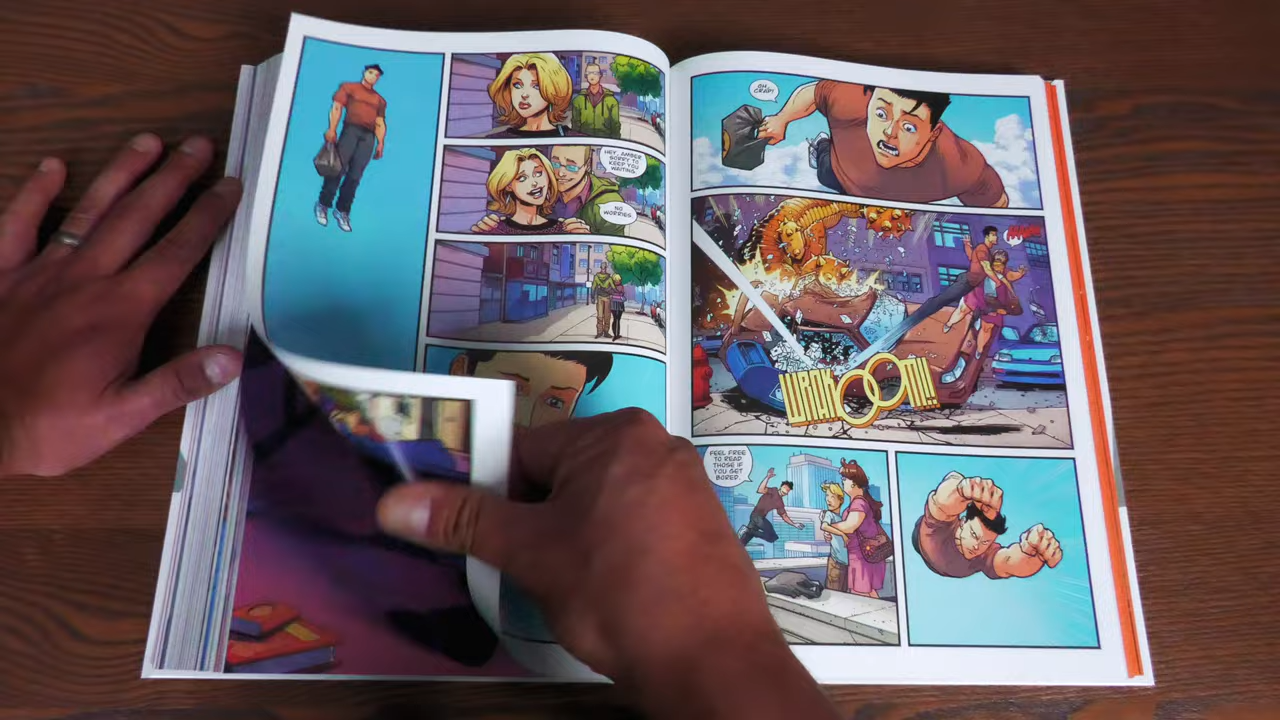 HEY, AMBER
SORRY TO
KEEP YOU
WAITING.
NO
WORRIES.
OH,
CRAP!
FEEL FREE
TO READ
THOSE IF
YOU GET
BORED.